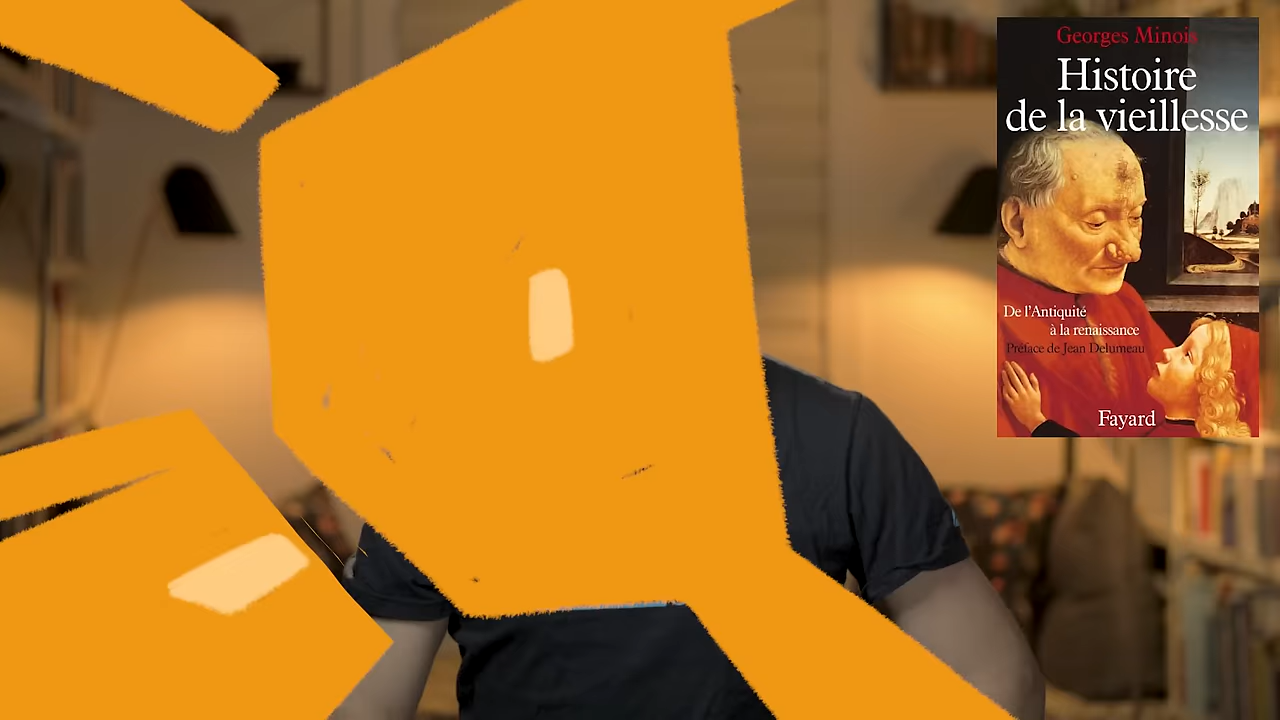 Georges Minois
Histoire
de la vieillesse
De l'Antiquité
à la renaissance
Préface de Jean Delumeau
Fayard